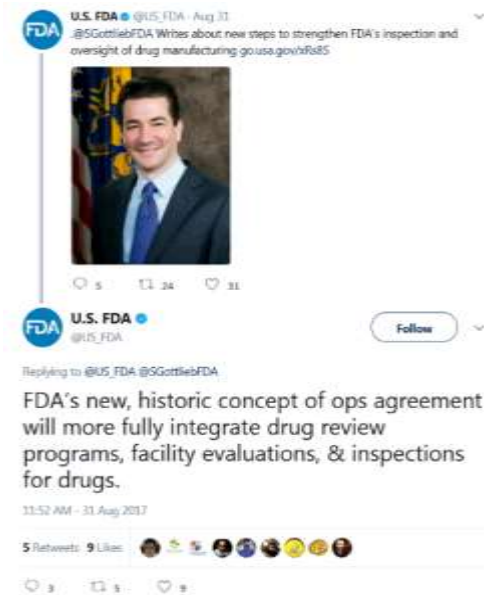 FDA
U.S. FDA @US_FDA · Aug 31
.@SGottliebFDA Writes about new steps to strengthen FDA's inspection and
oversight of drug manufacturing go.usa.gov/xRs85
5 24 31
FDA
U.S. FDA
@US_FDA
Follow
Replying to @US_FDA @SGottliebFDA
FDA's new, historic concept of ops agreement
will more fully integrate drug review
programs, facility evaluations, & inspections
for drugs.
11:52 AM - 31 Aug 2017
5 Retweets 9 Likes
3 5 9